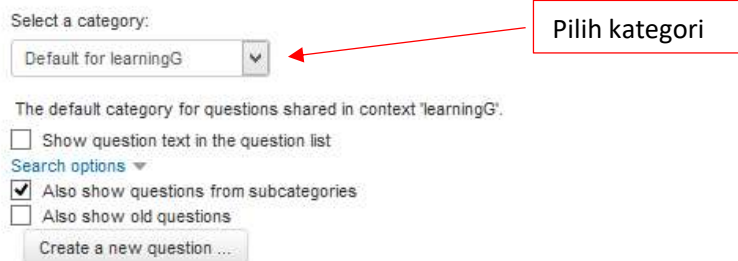 Select a category:
Pilih kategori
Default for learningG
The default category for questions shared in context 'learningG'.
Show question text in the question list
Search options
Also show questions from subcategories
Also show old questions
Create a new question ...